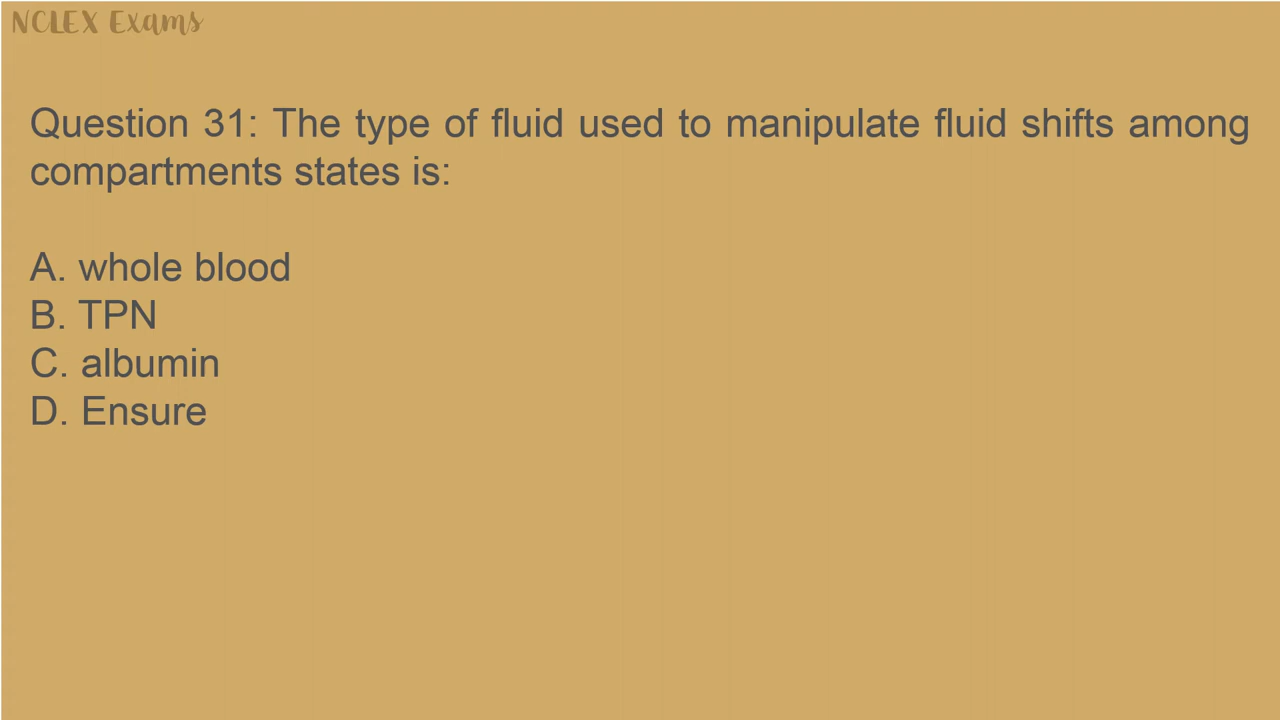 NCLEX Exams
Question 31: The type of fluid used to manipulate fluid shifts among
compartments states is:
A. whole blood
B. TPN
C. albumin
D. Ensure